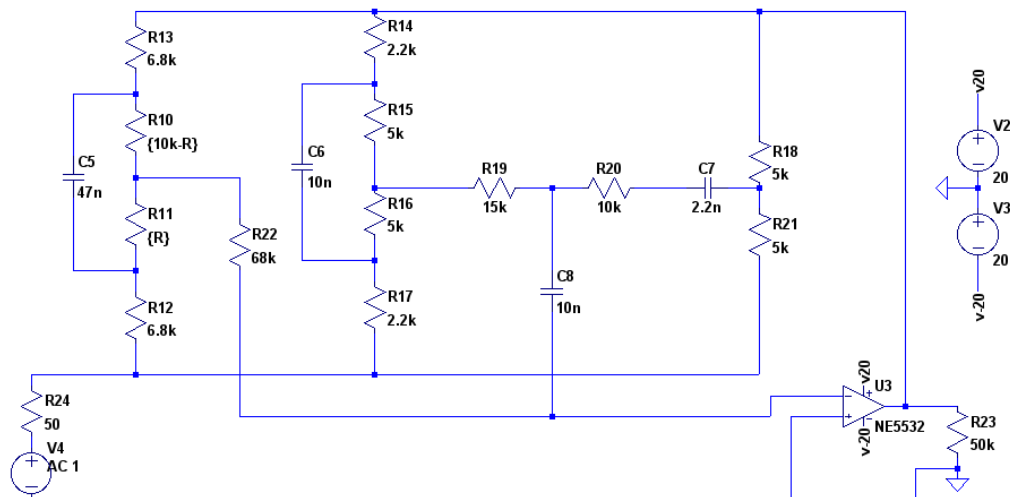 R13
6.8k
R14
2.2k
v20
R10
{10k-R}
R15
5k
V2
20
C5
47n
C6
10n
R19
15k
R20
10k
C7
2.2n
R18
5k
R11
{R}
R16
5k
R21
5k
V3
20
R22
68k
R12
6.8k
R17
2.2k
C8
10n
v-20
R24
50
V4
AC 1
v20
U3
NE5532
v-20
R23
50k